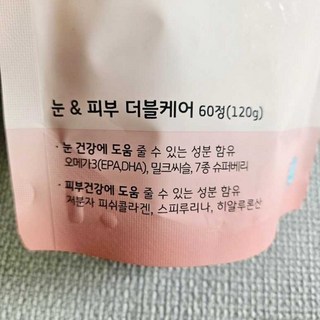 눈 & 피부 더블케어 60정(120g)
· 눈 건강에 도움 줄 수 있는 성분 함유
오메가3(EPA,DHA), 밀크씨슬, 7종 슈퍼베리
· 피부건강에 도움 줄 수 있는 성분 함유
저분자 피쉬콜라겐, 스피루리나, 히알루론산